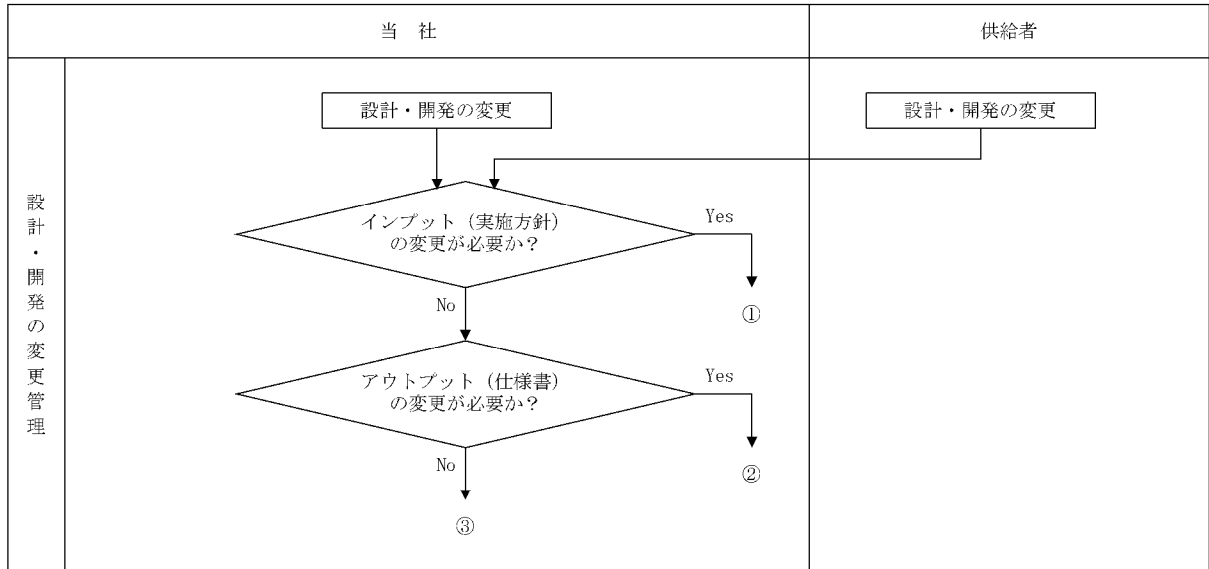 当　社
供給者
設計・開発の変更管理
設計・開発の変更
設計・開発の変更
インプット（実施方針）
の変更が必要か？
Yes
①
No
アウトプット（仕様書）
の変更が必要か？
Yes
②
No
③